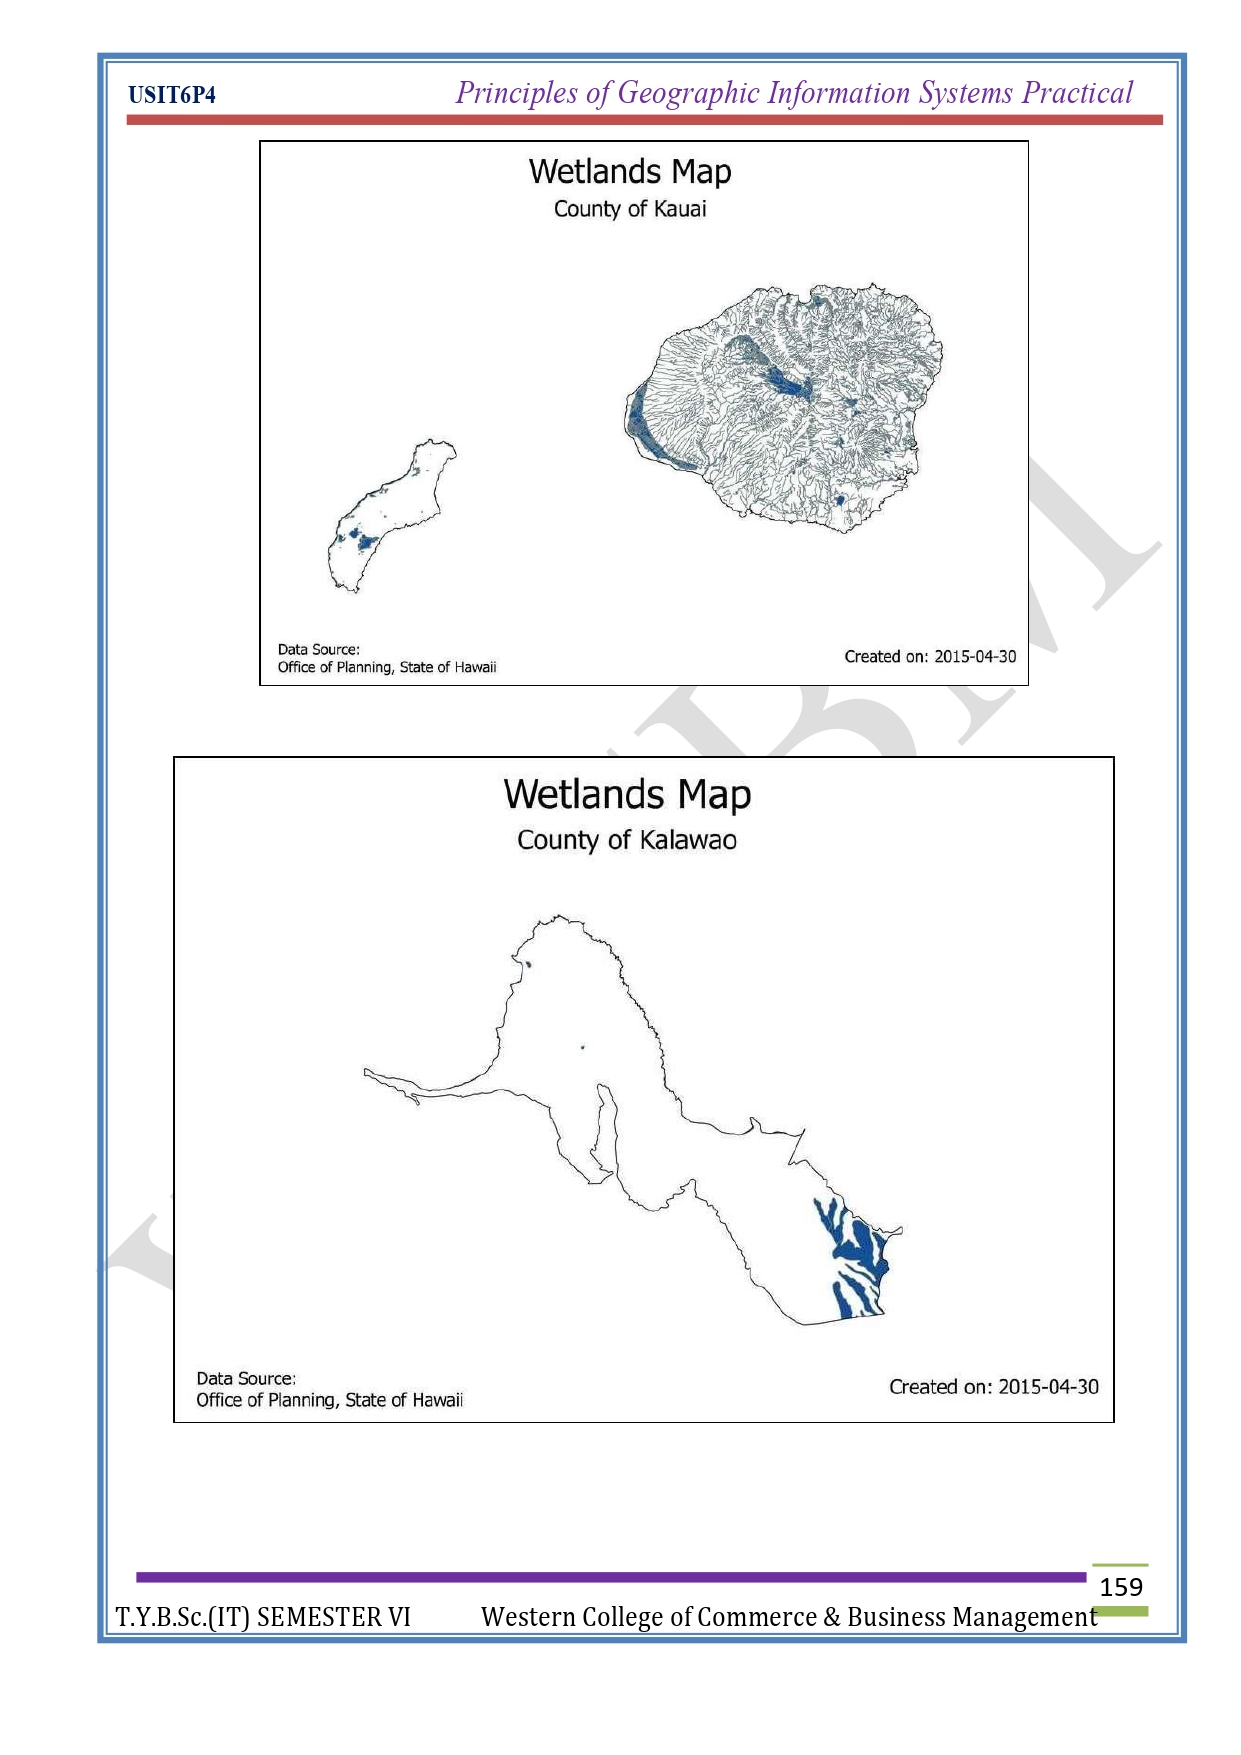 USIT6P4 Principles of Geographic Information Systems Practical
Wetlands Map
County of Kauai
Data Source:
Office of Planning, State of Hawaii
Created on: 2015-04-30
Wetlands Map
County of Kalawao
Data Source:
Office of Planning, State of Hawaii
Created on: 2015-04-30
159
T.Y.B.Sc.(IT) SEMESTER VI Western College of Commerce & Business Management